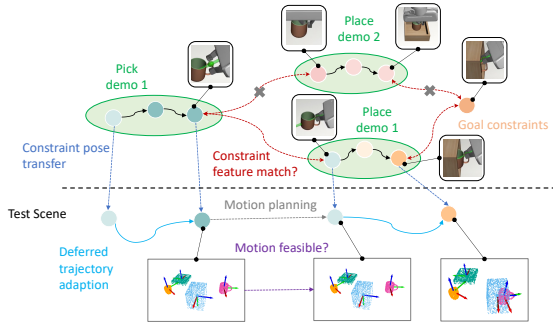 Place
demo 2
Pick
demo 1
Place
demo 1
Goal constraints
Constraint pose
transfer
Constraint
feature match?
Test Scene
Motion planning
Deferred
trajectory
adaption
Motion feasible?